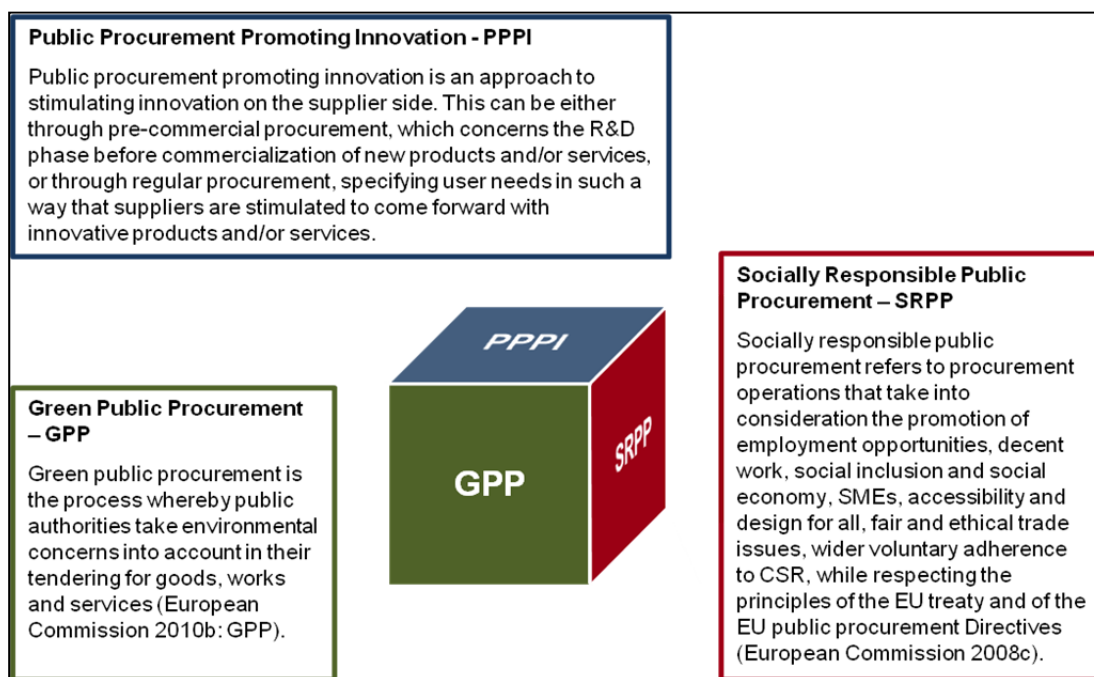 Public Procurement Promoting Innovation - PPPI
Public procurement promoting innovation is an approach to
stimulating innovation on the supplier side. This can be either
through pre-commercial procurement, which concerns the R&D
phase before commercialization of new products and/or services,
or through regular procurement, specifying user needs in such a
way that suppliers are stimulated to come forward with
innovative products and/or services.
Socially Responsible Public
Procurement – SRPP
Socially responsible public
procurement refers to procurement
operations that take into
consideration the promotion of
employment opportunities, decent
work, social inclusion and social
economy, SMEs, accessibility and
design for all, fair and ethical trade
issues, wider voluntary adherence
to CSR, while respecting the
principles of the EU treaty and of the
EU public procurement Directives
(European Commission 2008c).
PPPI
SRPP
GPP
Green Public Procurement
– GPP
Green public procurement is
the process whereby public
authorities take environmental
concerns into account in their
tendering for goods, works
and services (European
Commission 2010b: GPP).